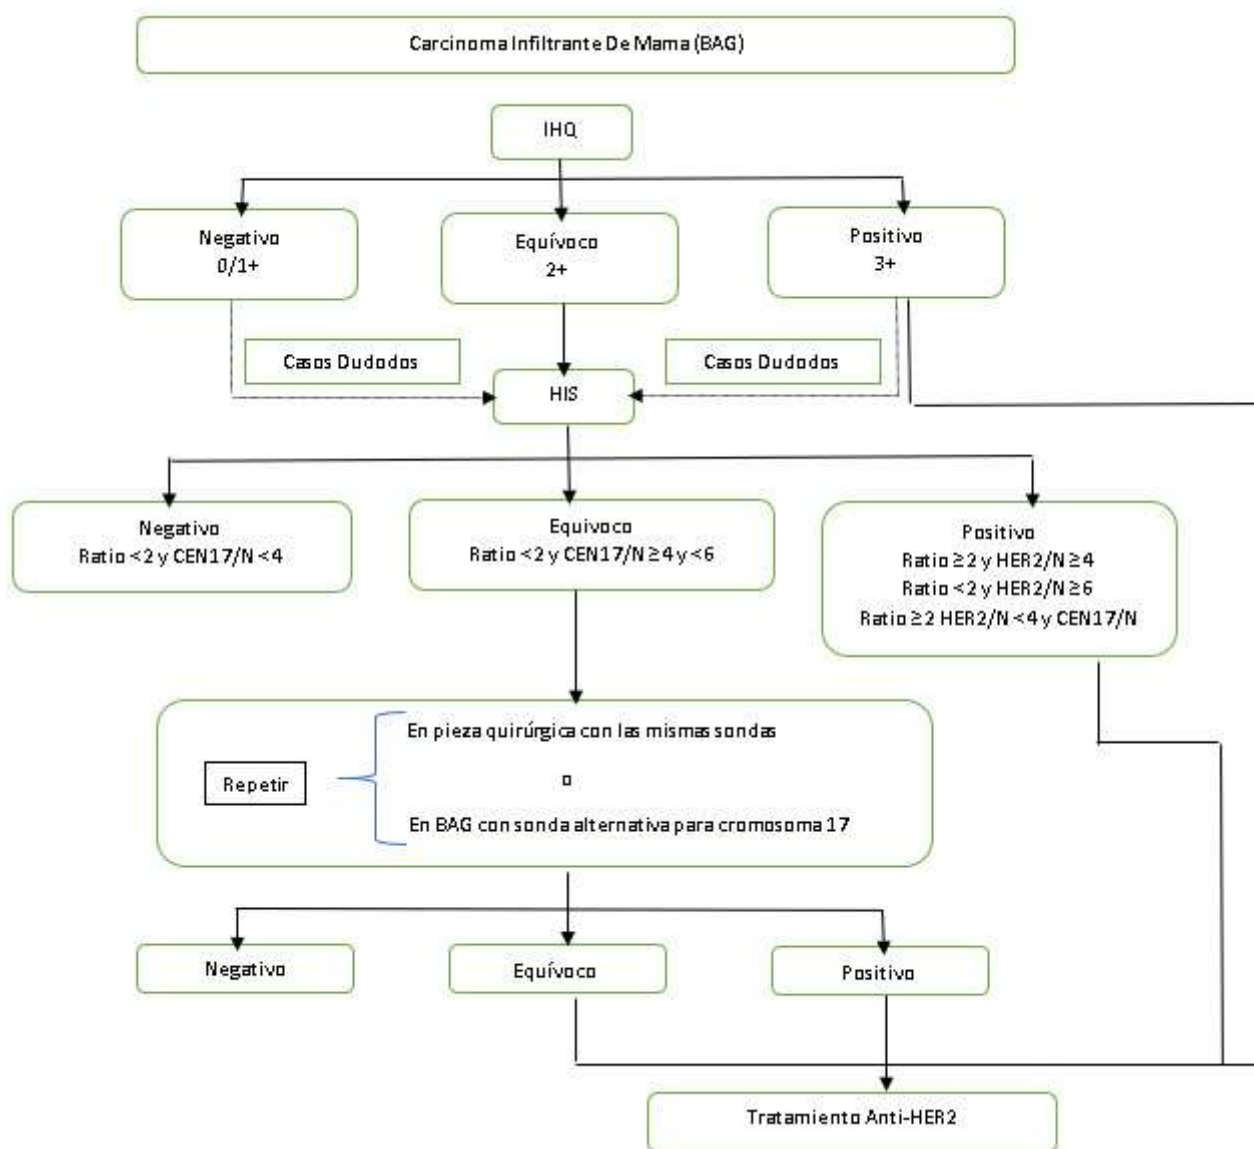 Carcinoma Infiltrante De Mama (BAG)
IHQ
Negativo
0/1+
Equívoco
2+
Positivo
3+
Casos Dudodos
Casos Dudodos
HIS
Negativo
Ratio <2 y CEN17/N <4
Equivoco
Ratio <2 y CEN17/N ≥4 y <6
Positivo
Ratio ≥2 y HER2/N ≥4
Ratio <2 y HER2/N ≥6
Ratio ≥2 HER2/N <4 y CEN17/N
En pieza quirúrgica con las mismas sondas
Repetir
o
En BAG con sonda alternativa para cromosoma 17
Negativo
Equívoco
Positivo
Tratamiento Anti-HER2